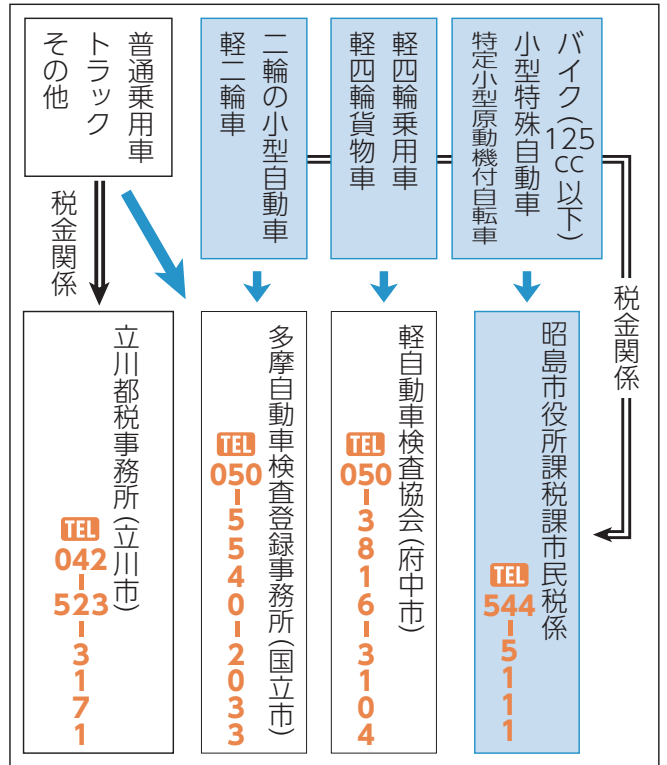 バイク(125cc以下)
小型特殊自動車
特定小型原動機付自転車
軽四輪乗用車
軽四輪貨物車
二輪の小型自動車
軽二輪車
普通乗用車
トラック
その他
税金関係
税金関係
昭島市役所課税課市民税係
TEL 544-5111
軽自動車検査協会(府中市)
TEL 050-3816-3104
多摩自動車検査登録事務所(国立市)
TEL 050-5540-2033
立川都税事務所(立川市)
TEL 042-523-3171